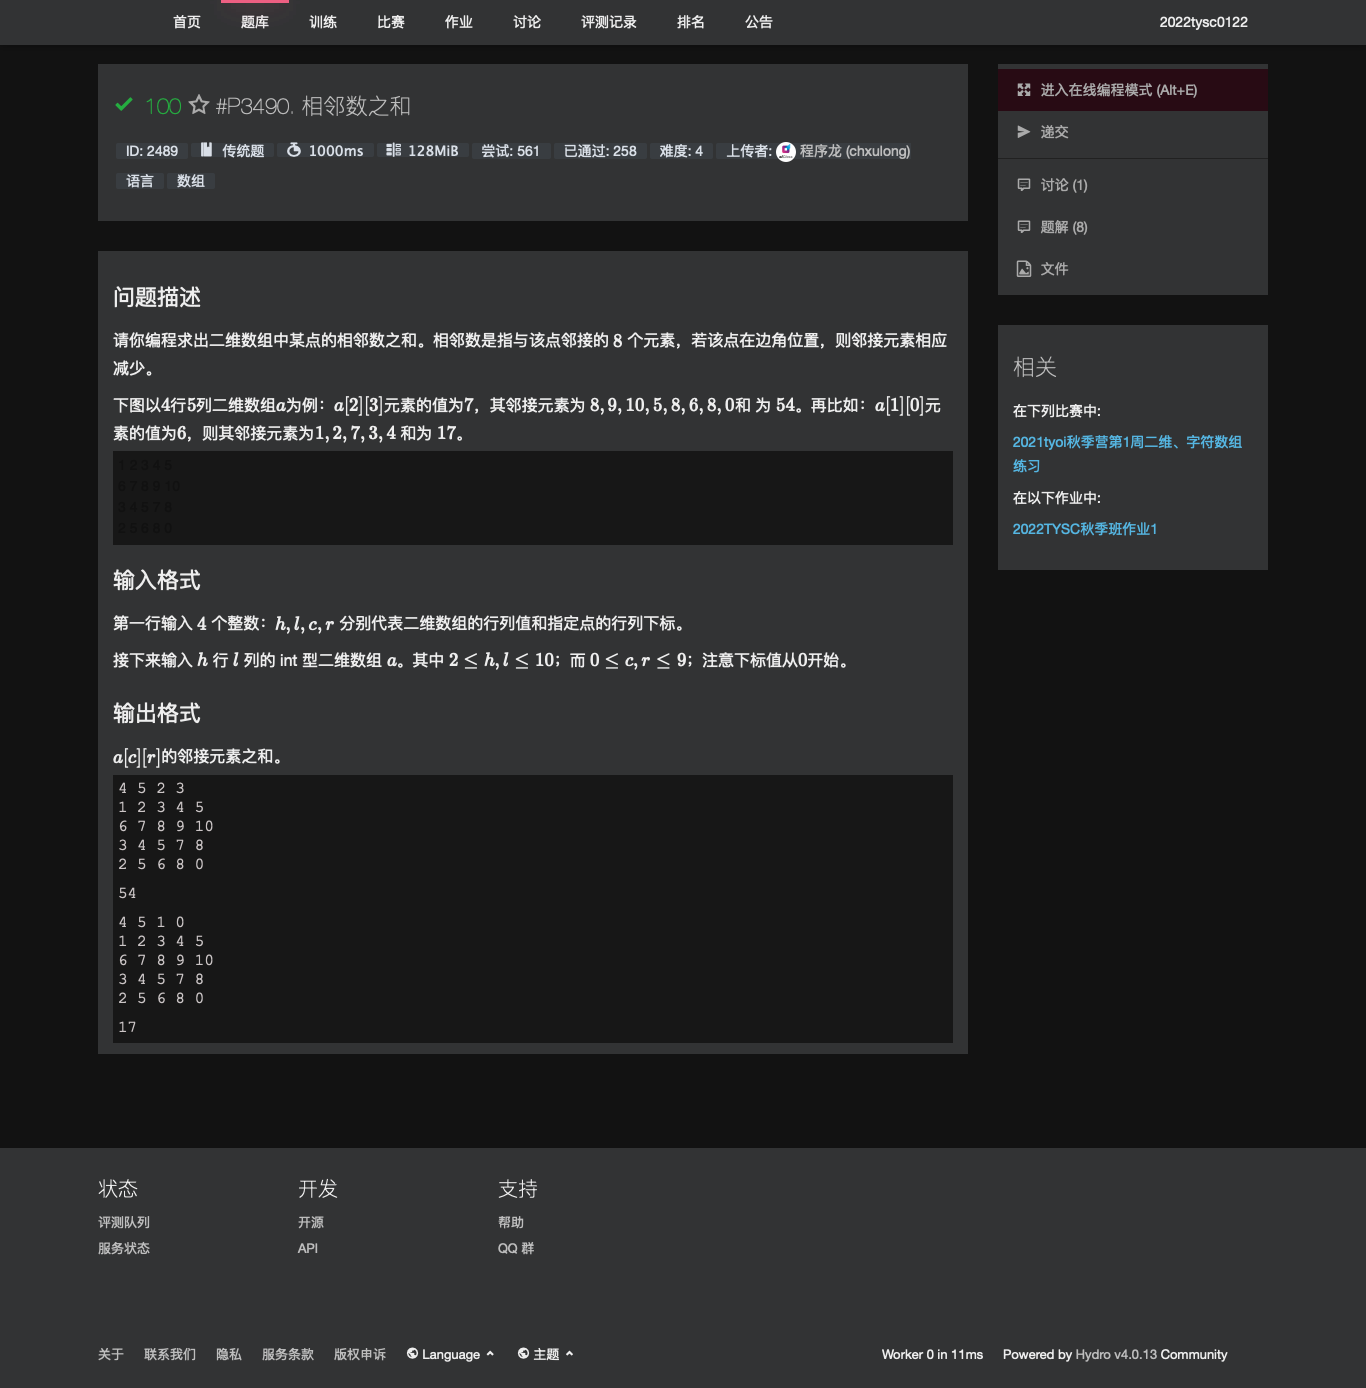 首页 题库 训练 比赛 作业 讨论 评测记录 排名 公告 2022tysc0122
100 #P3490. 相邻数之和
ID: 2489 传统题 1000ms 128MiB 尝试: 561 已通过: 258 难度: 4 上传者: 程序龙 (chxulong)
语言 数组
问题描述
请你编程求出二维数组中某点的相邻数之和。相邻数是指与该点邻接的 8 个元素，若该点在边角位置，则邻接元素相应
减少。
下图以4行5列二维数组a为例：a[2][3]元素的值为7，其邻接元素为 8, 9, 10, 5, 8, 6, 8, 0和 为 54。再比如：a[1][0]元
素的值为6，则其邻接元素为1, 2, 7, 3, 4 和为 17。
1 2 3 4 5
6 7 8 9 10
3 4 5 7 8
2 5 6 8 0
输入格式
第一行输入 4 个整数：h, l, c, r 分别代表二维数组的行列值和指定点的行列下标。
接下来输入 h 行 l 列的 int 型二维数组 a。其中 2 ≤ h, l ≤ 10；而 0 ≤ c, r ≤ 9；注意下标值从0开始。
输出格式
a[c][r]的邻接元素之和。
4 5 2 3
1 2 3 4 5
6 7 8 9 10
3 4 5 7 8
2 5 6 8 0
54
4 5 1 0
1 2 3 4 5
6 7 8 9 10
3 4 5 7 8
2 5 6 8 0
17
进入在线编程模式 (Alt+E)
递交
讨论 (1)
题解 (8)
文件
相关
在下列比赛中:
2021tyoi秋季营第1周二维、字符数组
练习
在以下作业中:
2022TYSC秋季班作业1
状态 开发 支持
评测队列 开源 帮助
服务状态 API QQ 群
关于 联系我们 隐私 服务条款 版权申诉 Language 主题 Worker 0 in 11ms Powered by Hydro v4.0.13 Community